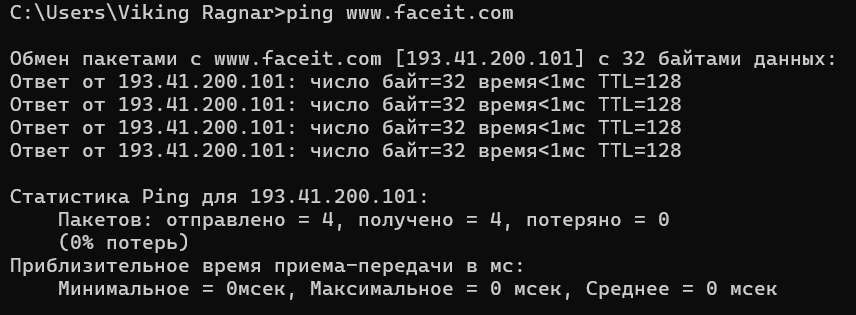 C:\Users\Viking Ragnar>ping www.faceit.com
Обмен пакетами с www.faceit.com [193.41.200.101] с 32 байтами данных:
Ответ от 193.41.200.101: число байт=32 время<1мс TTL=128
Ответ от 193.41.200.101: число байт=32 время<1мс TTL=128
Ответ от 193.41.200.101: число байт=32 время<1мс TTL=128
Ответ от 193.41.200.101: число байт=32 время<1мс TTL=128
Статистика Ping для 193.41.200.101:
    Пакетов: отправлено = 4, получено = 4, потеряно = 0
    (0% потерь)
Приблизительное время приема-передачи в мс:
    Минимальное = 0мсек, Максимальное = 0 мсек, Среднее = 0 мсек